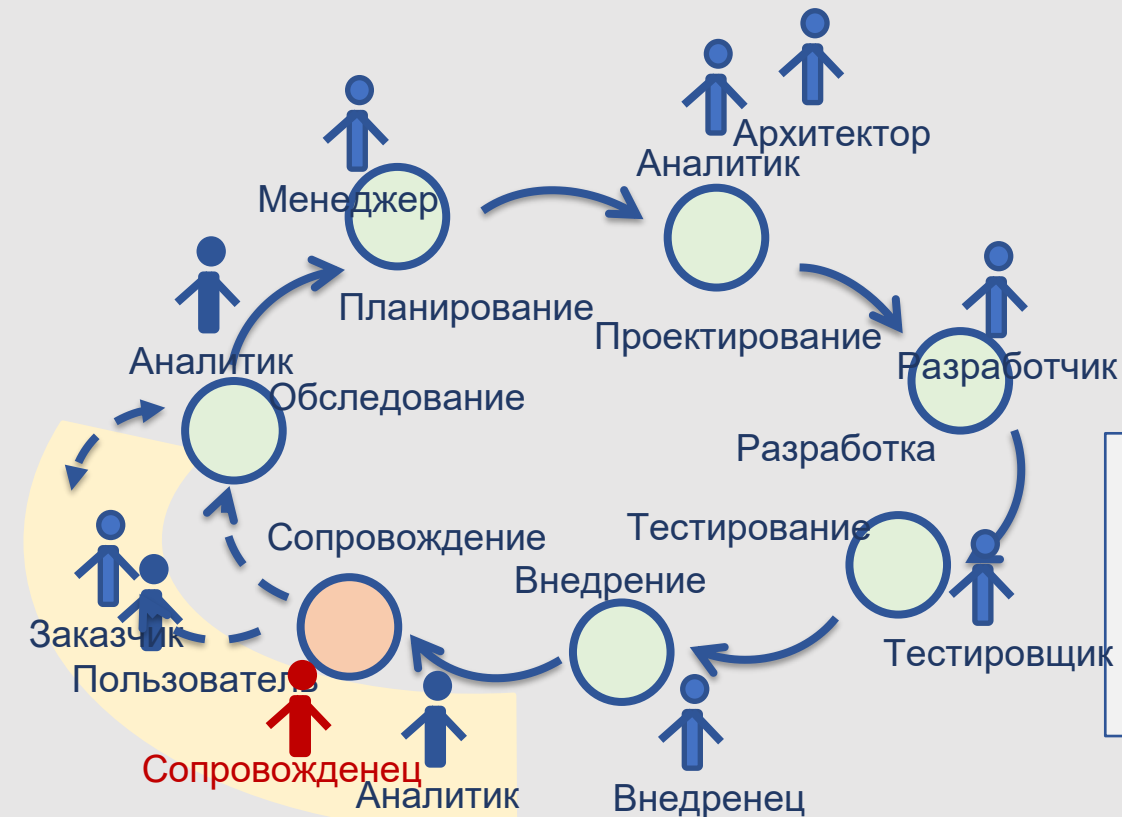 Архитектор
Аналитик
Менеджер
Планирование
Проектирование
Аналитик
Разработчик
Обследование
Разработка
Тестирование
Сопровождение
Внедрение
Заказчик
Тестировщик
Пользователь
Сопровожденец
Аналитик
Внедренец